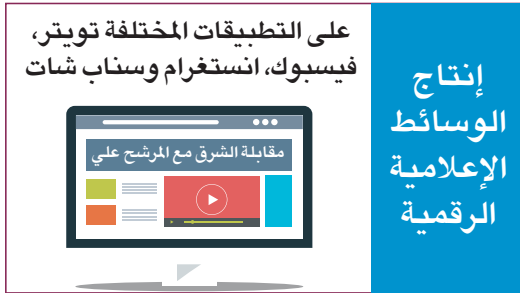 إنتاج
الوسائط
الإعلامية
الرقمية
على التطبيقات المختلفة تويتر،
فيسبوك، انستغرام وسناب شات
مقابلة الشرق مع المرشح علي